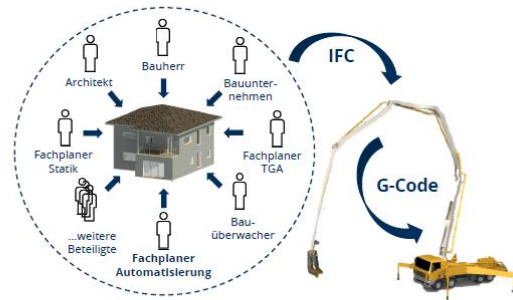 Bauherr
Architekt
Bauunter-
nehmen
Fachplaner
Statik
Fachplaner
TGA
...weitere
Beteiligte
Fachplaner
Automatisierung
Bau-
überwacher
IFC
G-Code